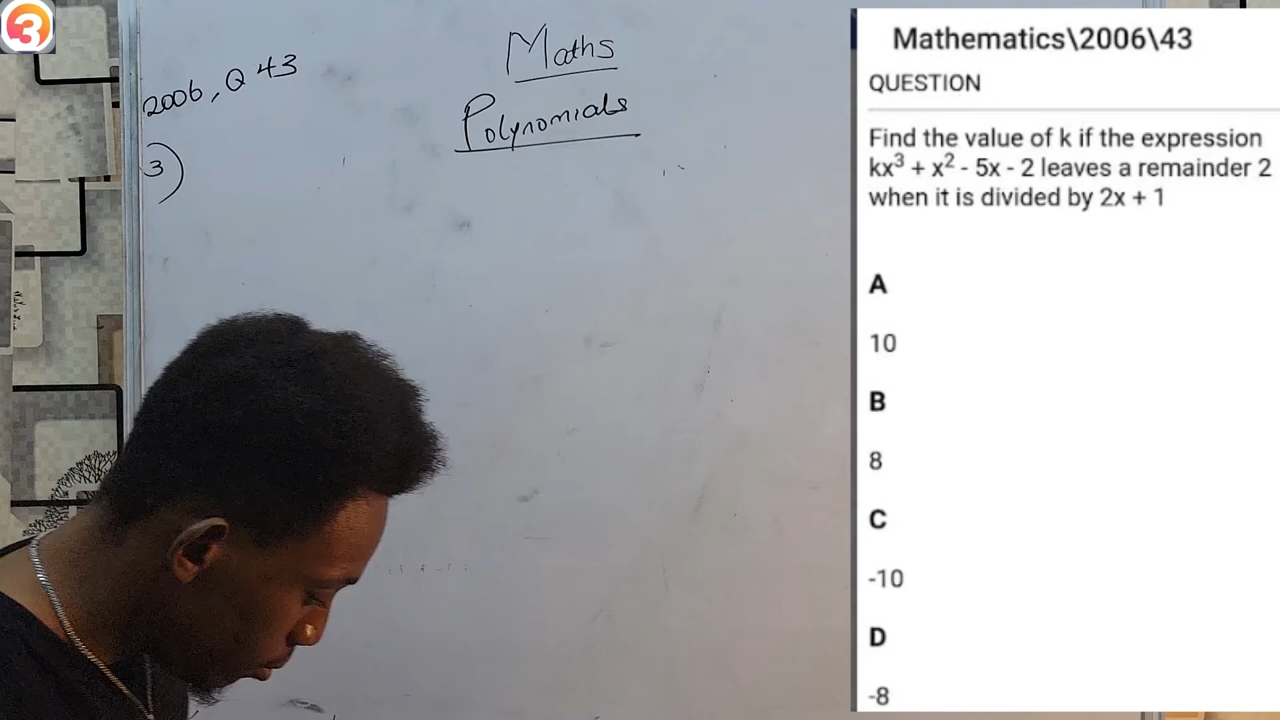 3
2006, Q 43
Maths
Polynomials
3)
Mathematics\2006\43
QUESTION
Find the value of k if the expression
kx³ + x² - 5x - 2 leaves a remainder 2
when it is divided by 2x + 1
A
10
B
8
C
-10
D
-8